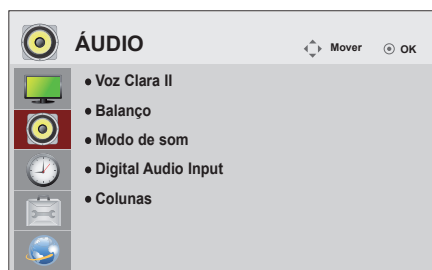 ÁUDIO
Mover
OK
• Voz Clara II
• Balanço
• Modo de som
• Digital Audio Input
• Colunas